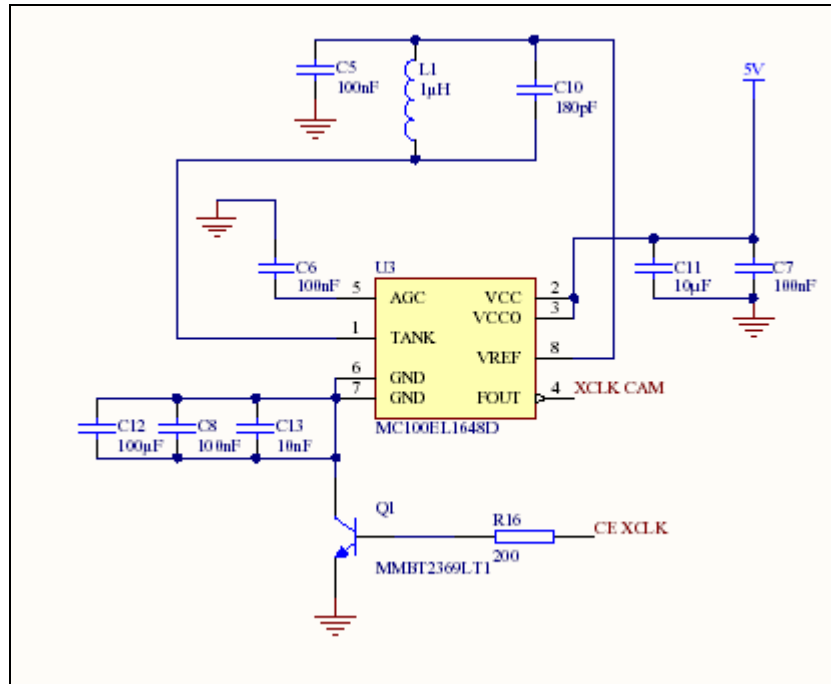 C5
100nF
L1
1µH
C10
180pF
5V
C6
100nF
U3
C11
10µF
C7
100nF
5
AGC
VCC
2
VCCO
3
1
TANK
VREF
8
6
GND
7
GND
FOUT
4
XCLK CAM
MC100EL1648D
C12
100µF
C8
100nF
C13
10nF
Q1
R16
CE XCLK
200
MMBT2369LT1